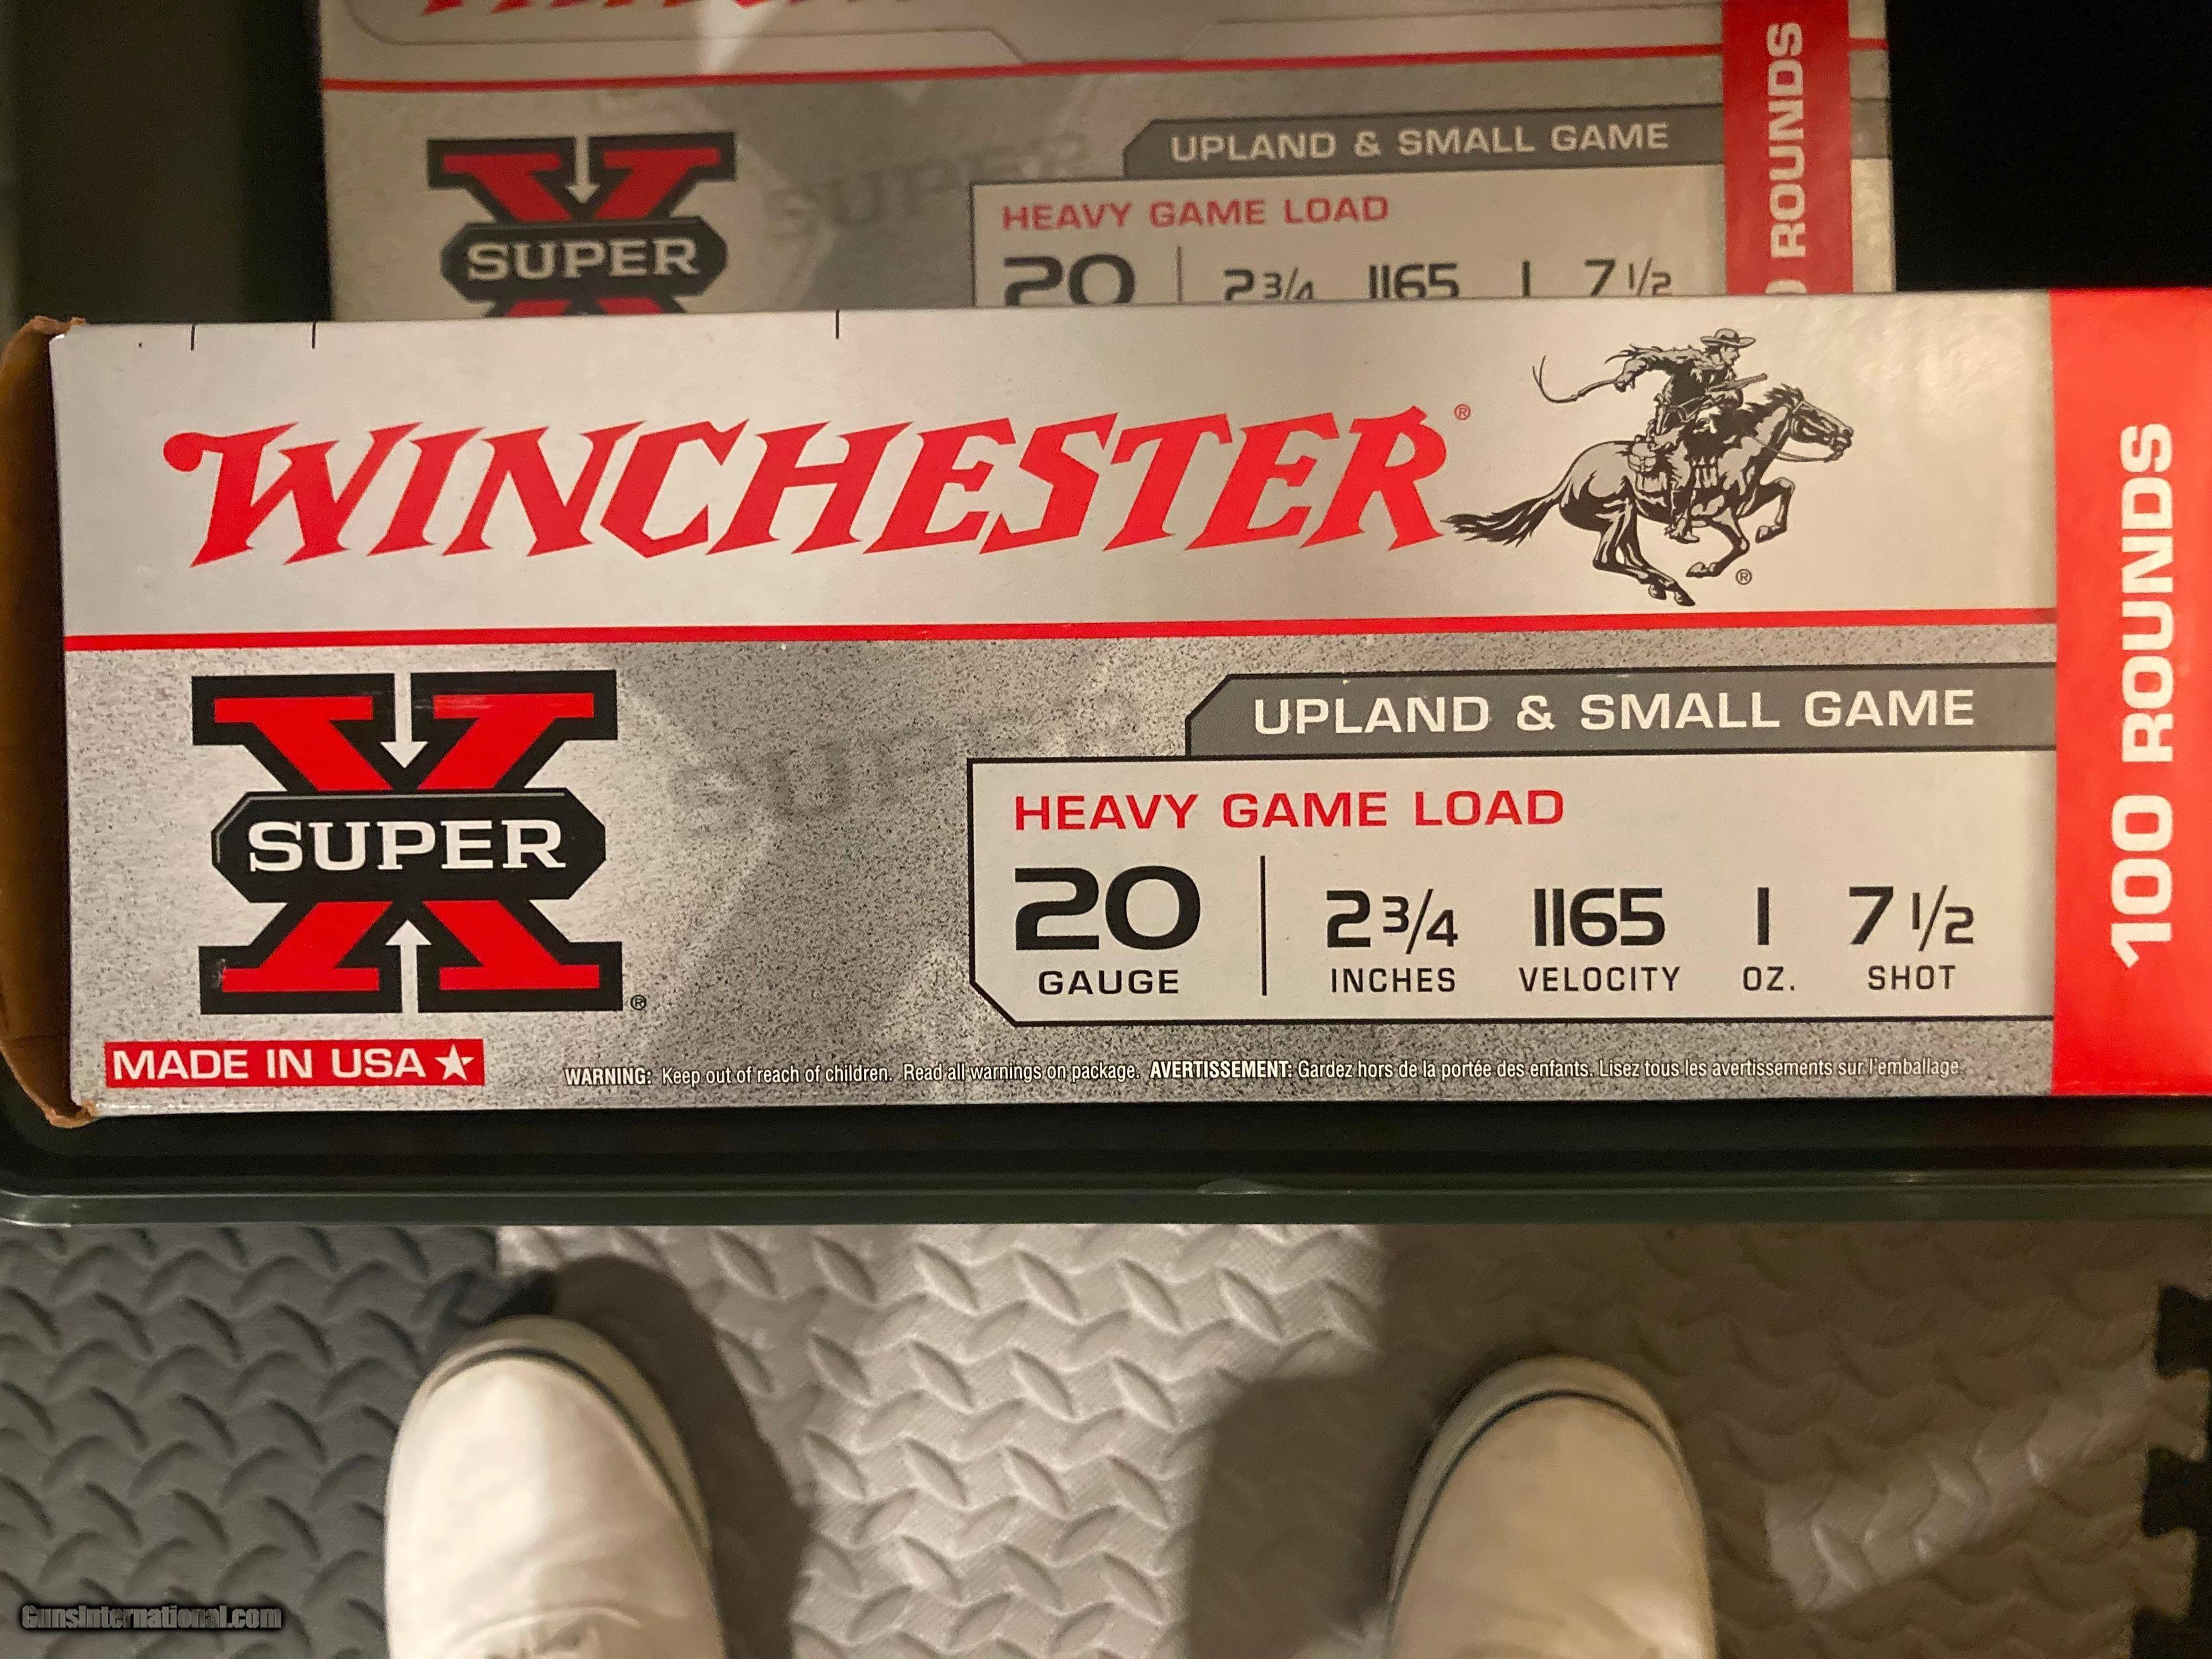 SUPER
UPLAND & SMALL GAME
HEAVY GAME LOAD
20 2 3/4 1165 1 7 1/2
ROUNDS
WINCHESTER®
®
X
SUPER
®
MADE IN USA ★
UPLAND & SMALL GAME
HEAVY GAME LOAD
20 2 3/4 1165 1 7 1/2
GAUGE INCHES VELOCITY OZ. SHOT
WARNING: Keep out of reach of children. Read all warnings on package. AVERTISSEMENT: Gardez hors de la portée des enfants. Lisez tous les avertissements sur l'emballage.
100 ROUNDS
GunsInternational.com